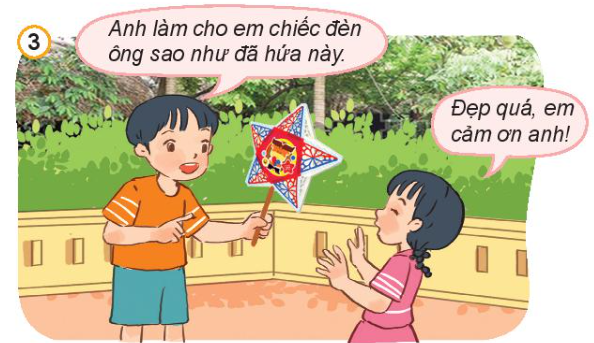 3
Anh làm cho em chiếc đèn
ông sao như đã hứa này.
Đẹp quá, em
cảm ơn anh!